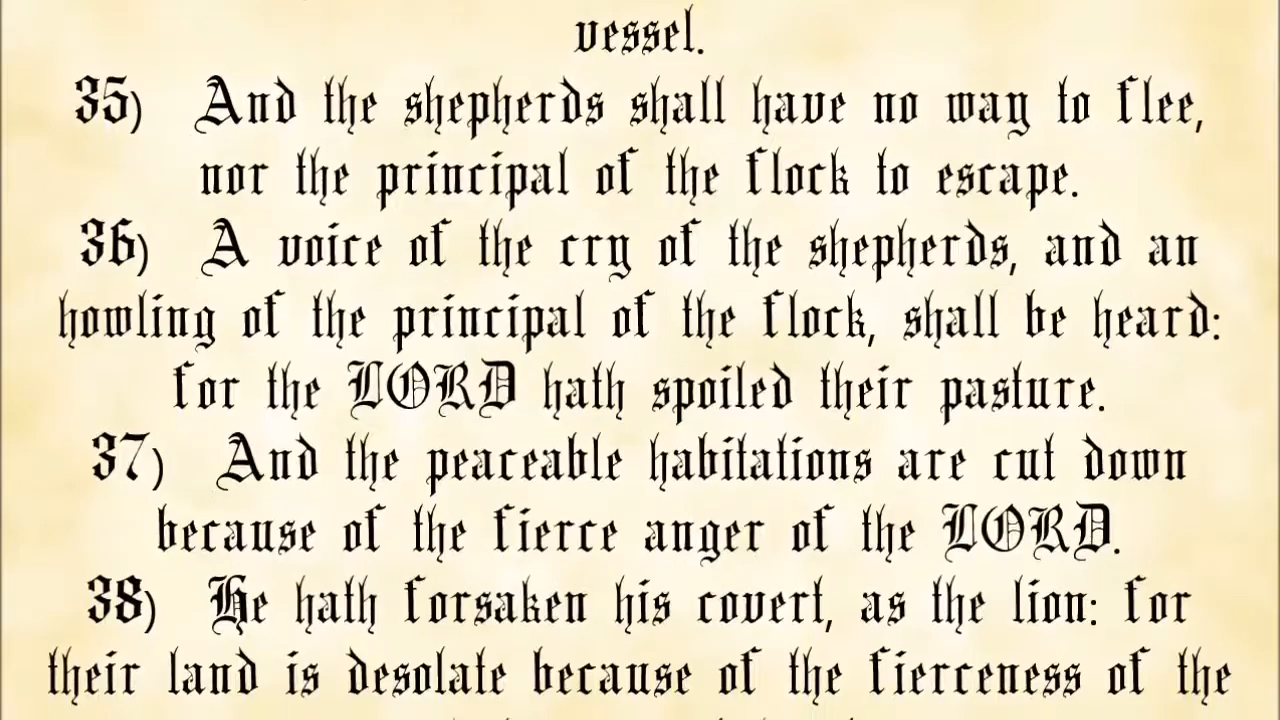 vessel.
35) And the shepherds shall have no way to flee,
nor the principal of the flock to escape.
36) A voice of the cry of the shepherds, and an
howling of the principal of the flock, shall be heard:
for the LORD hath spoiled their pasture.
37) And the peaceable habitations are cut down
because of the fierce anger of the LORD.
38) He hath forsaken his covert, as the lion: for
their land is desolate because of the fierceness of the